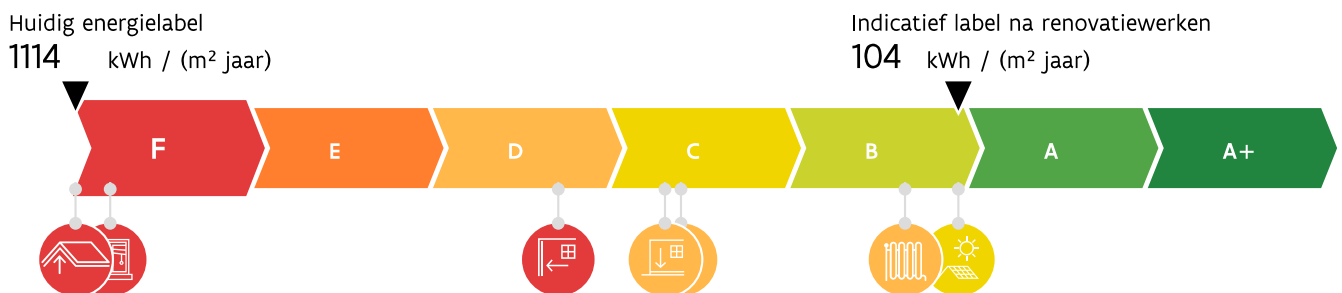 Huidig energielabel
1114 kWh / (m² jaar)
Indicatief label na renovatiewerken
104 kWh / (m² jaar)
F E D C B A A+